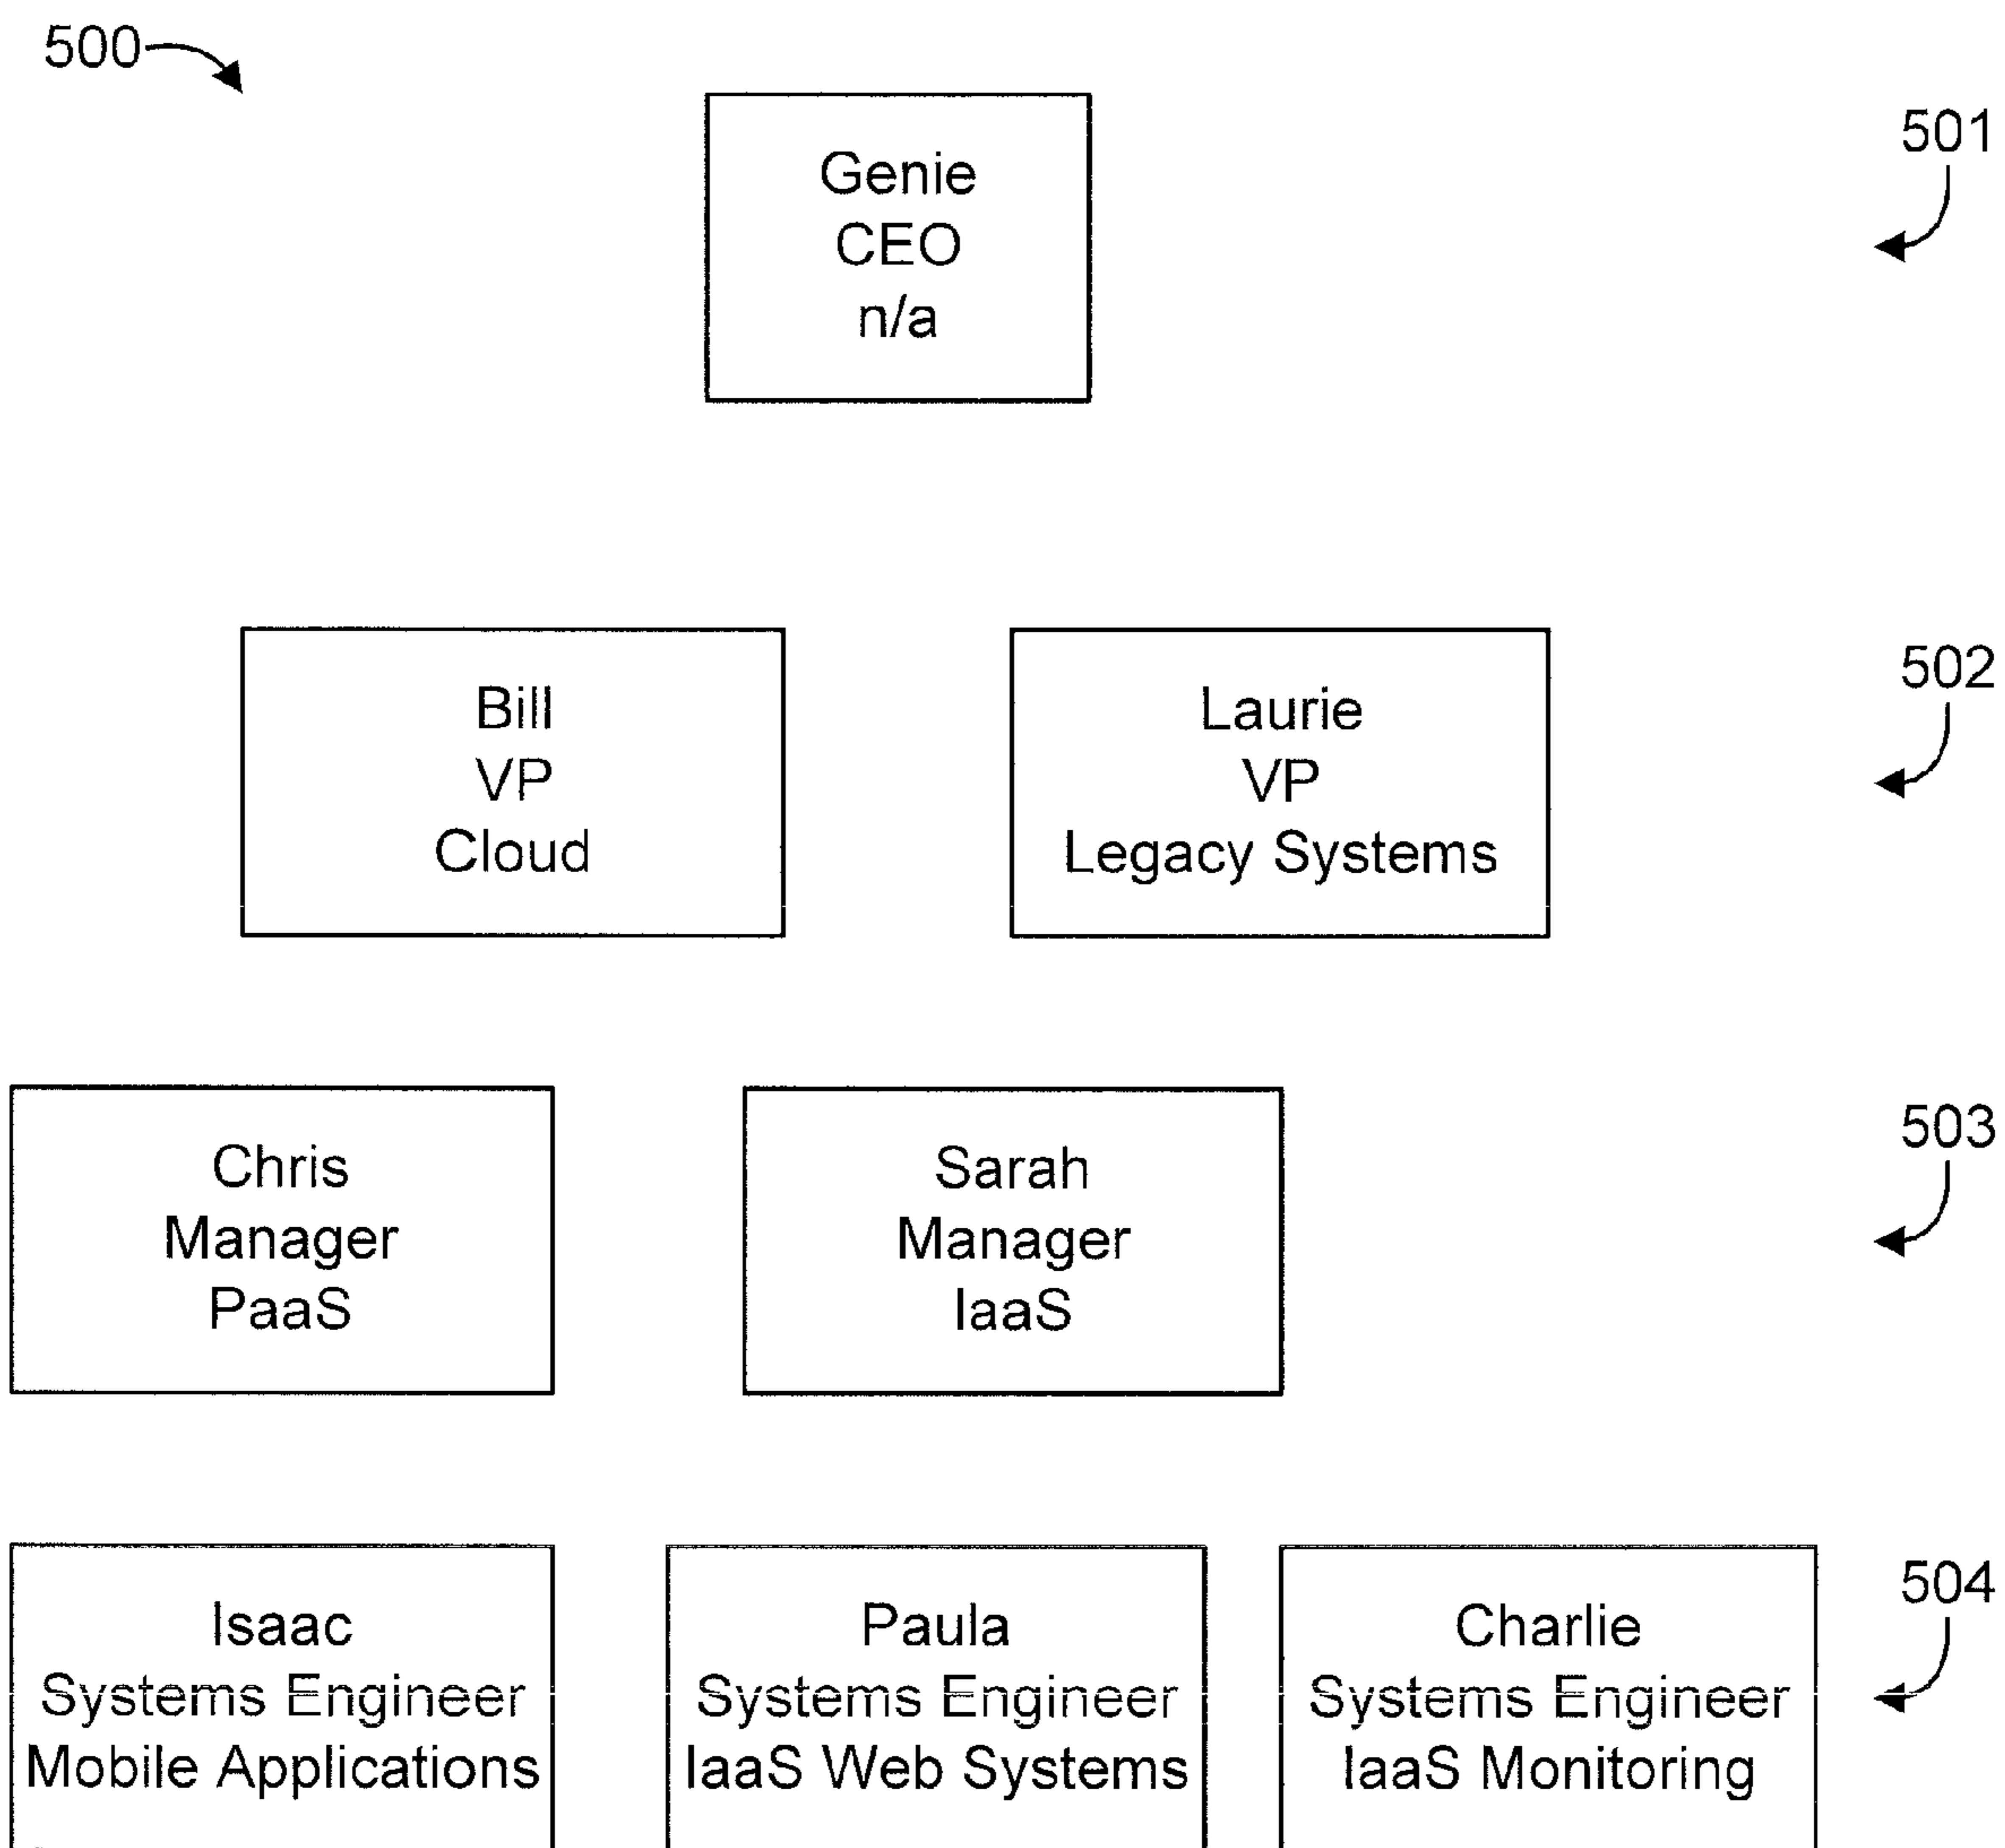 500
501
Genie
CEO
n/a
502
Bill
VP
Cloud
Laurie
VP
Legacy Systems
503
Chris
Manager
PaaS
Sarah
Manager
IaaS
504
Isaac
Systems Engineer
Mobile Applications
Paula
Systems Engineer
IaaS Web Systems
Charlie
Systems Engineer
IaaS Monitoring